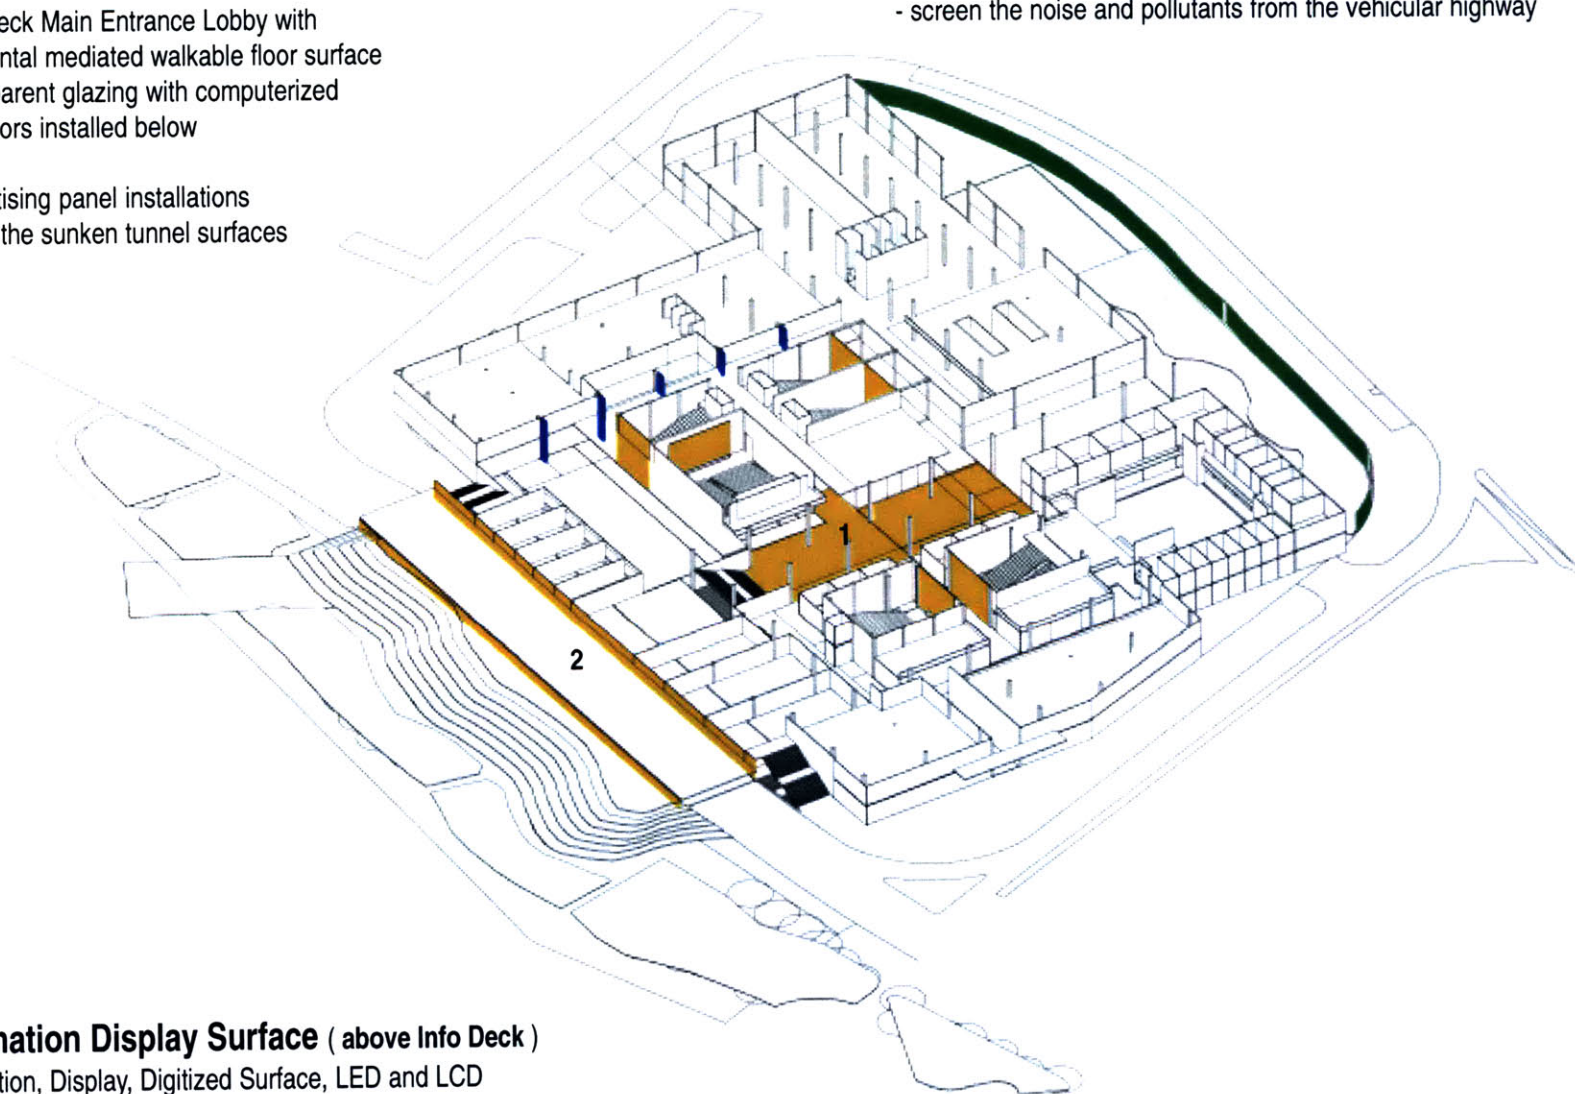 eck Main Entrance Lobby with
ntal mediated walkable floor surface
arent glazing with computerized
ors installed below
tising panel installations
the sunken tunnel surfaces
- screen the noise and pollutants from the vehicular highway
1
2
nation Display Surface ( above Info Deck )
tion, Display, Digitized Surface, LED and LCD